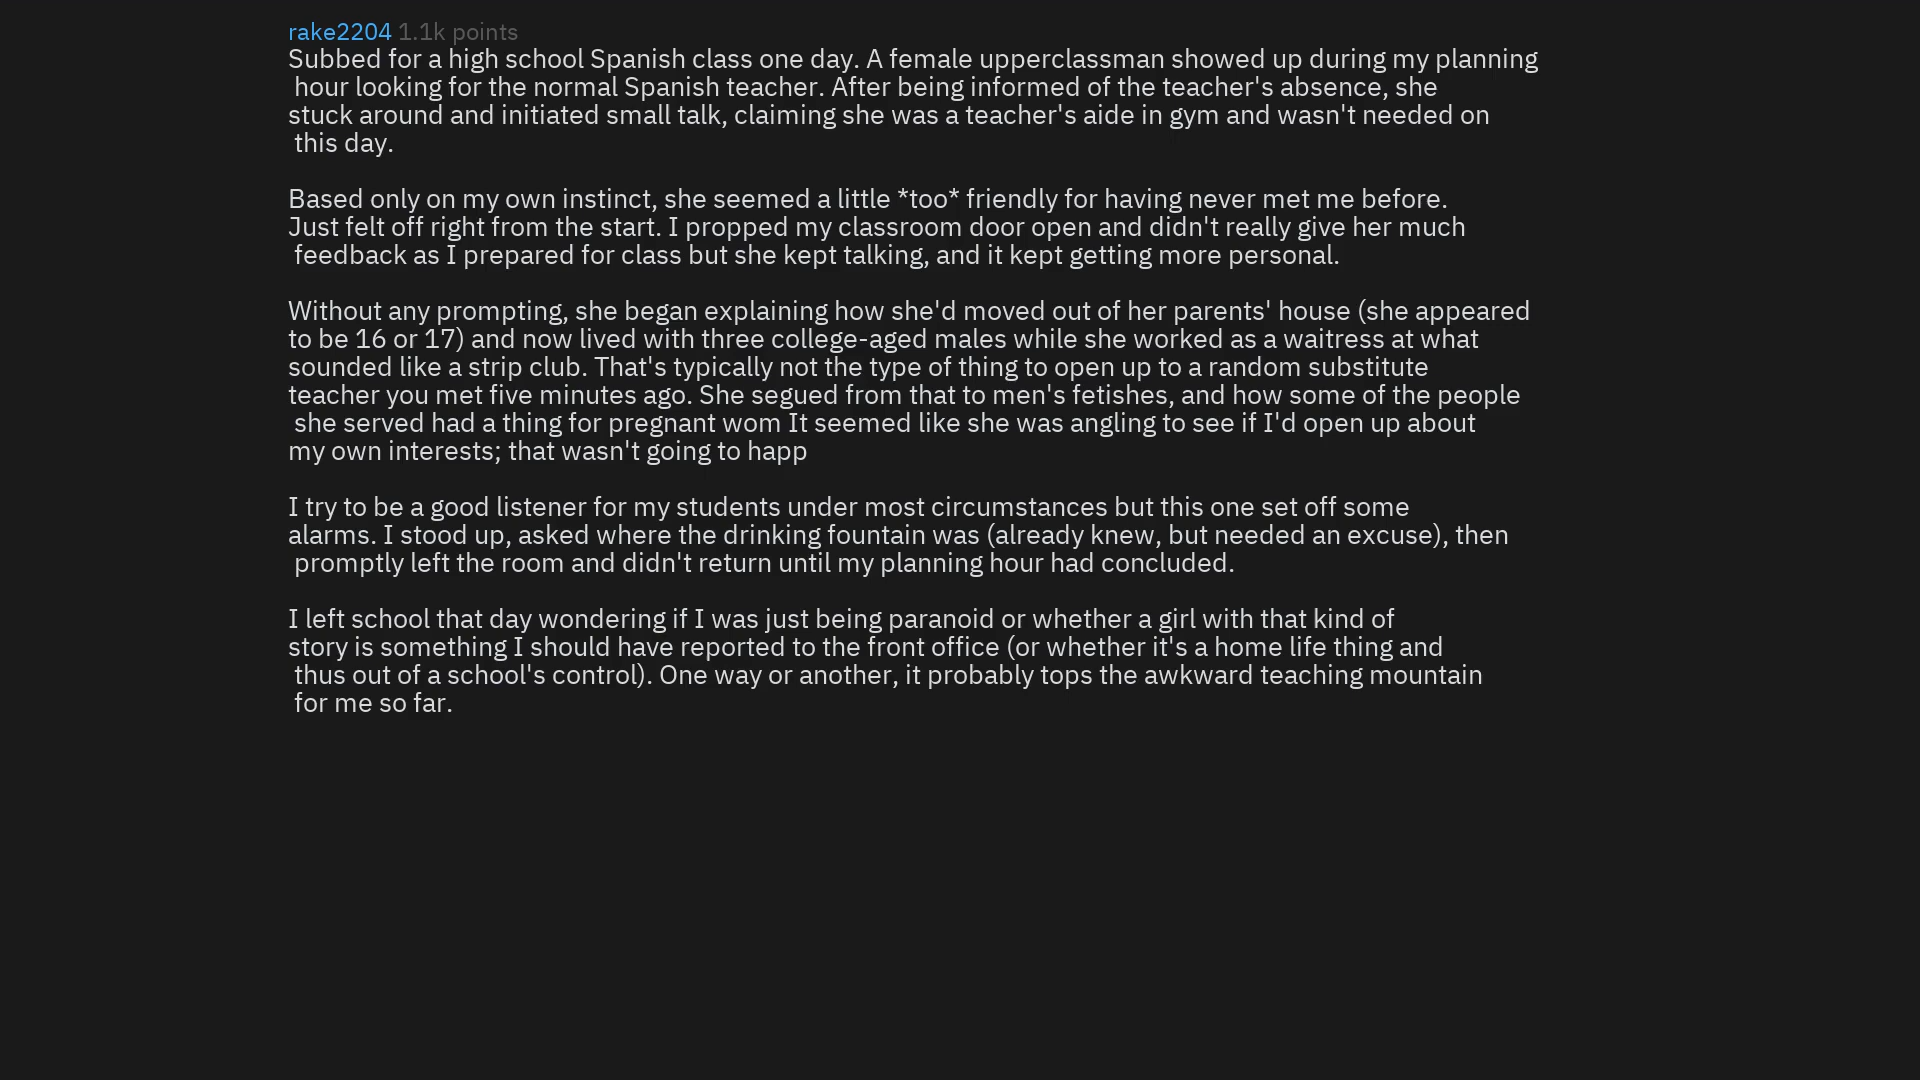 rake2204 1.1k points
Subbed for a high school Spanish class one day. A female upperclassman showed up during my planning
hour looking for the normal Spanish teacher. After being informed of the teacher's absence, she
stuck around and initiated small talk, claiming she was a teacher's aide in gym and wasn't needed on
this day.
Based only on my own instinct, she seemed a little *too* friendly for having never met me before.
Just felt off right from the start. I propped my classroom door open and didn't really give her much
feedback as I prepared for class but she kept talking, and it kept getting more personal.
Without any prompting, she began explaining how she'd moved out of her parents' house (she appeared
to be 16 or 17) and now lived with three college-aged males while she worked as a waitress at what
sounded like a strip club. That's typically not the type of thing to open up to a random substitute
teacher you met five minutes ago. She segued from that to men's fetishes, and how some of the people
she served had a thing for pregnant wom It seemed like she was angling to see if I'd open up about
my own interests; that wasn't going to happ
I try to be a good listener for my students under most circumstances but this one set off some
alarms. I stood up, asked where the drinking fountain was (already knew, but needed an excuse), then
promptly left the room and didn't return until my planning hour had concluded.
I left school that day wondering if I was just being paranoid or whether a girl with that kind of
story is something I should have reported to the front office (or whether it's a home life thing and
thus out of a school's control). One way or another, it probably tops the awkward teaching mountain
for me so far.